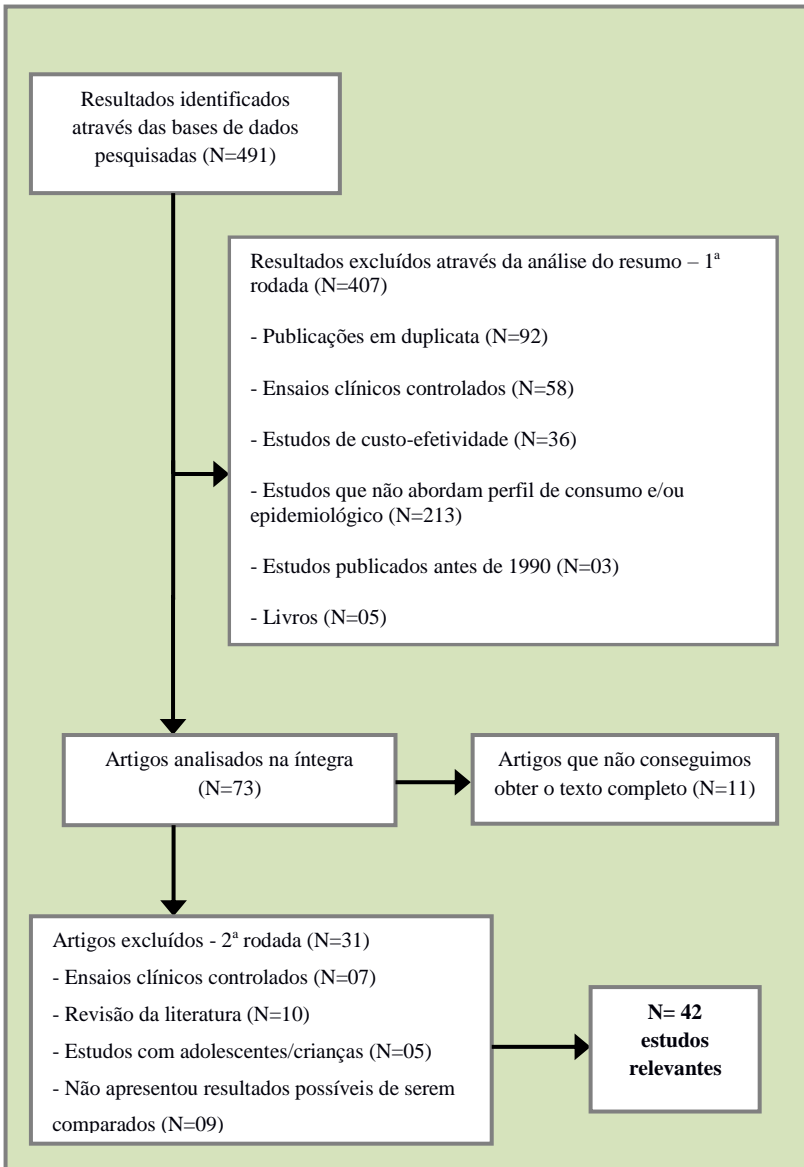 Resultados identificados
através das bases de dados
pesquisadas (N=491)
Resultados excluídos através da análise do resumo – 1ª
rodada (N=407)
- Publicações em duplicata (N=92)
- Ensaios clínicos controlados (N=58)
- Estudos de custo-efetividade (N=36)
- Estudos que não abordam perfil de consumo e/ou
epidemiológico (N=213)
- Estudos publicados antes de 1990 (N=03)
- Livros (N=05)
Artigos analisados na íntegra
(N=73)
Artigos que não conseguimos
obter o texto completo (N=11)
Artigos excluídos - 2ª rodada (N=31)
- Ensaios clínicos controlados (N=07)
- Revisão da literatura (N=10)
- Estudos com adolescentes/crianças (N=05)
- Não apresentou resultados possíveis de serem
comparados (N=09)
N= 42
estudos
relevantes